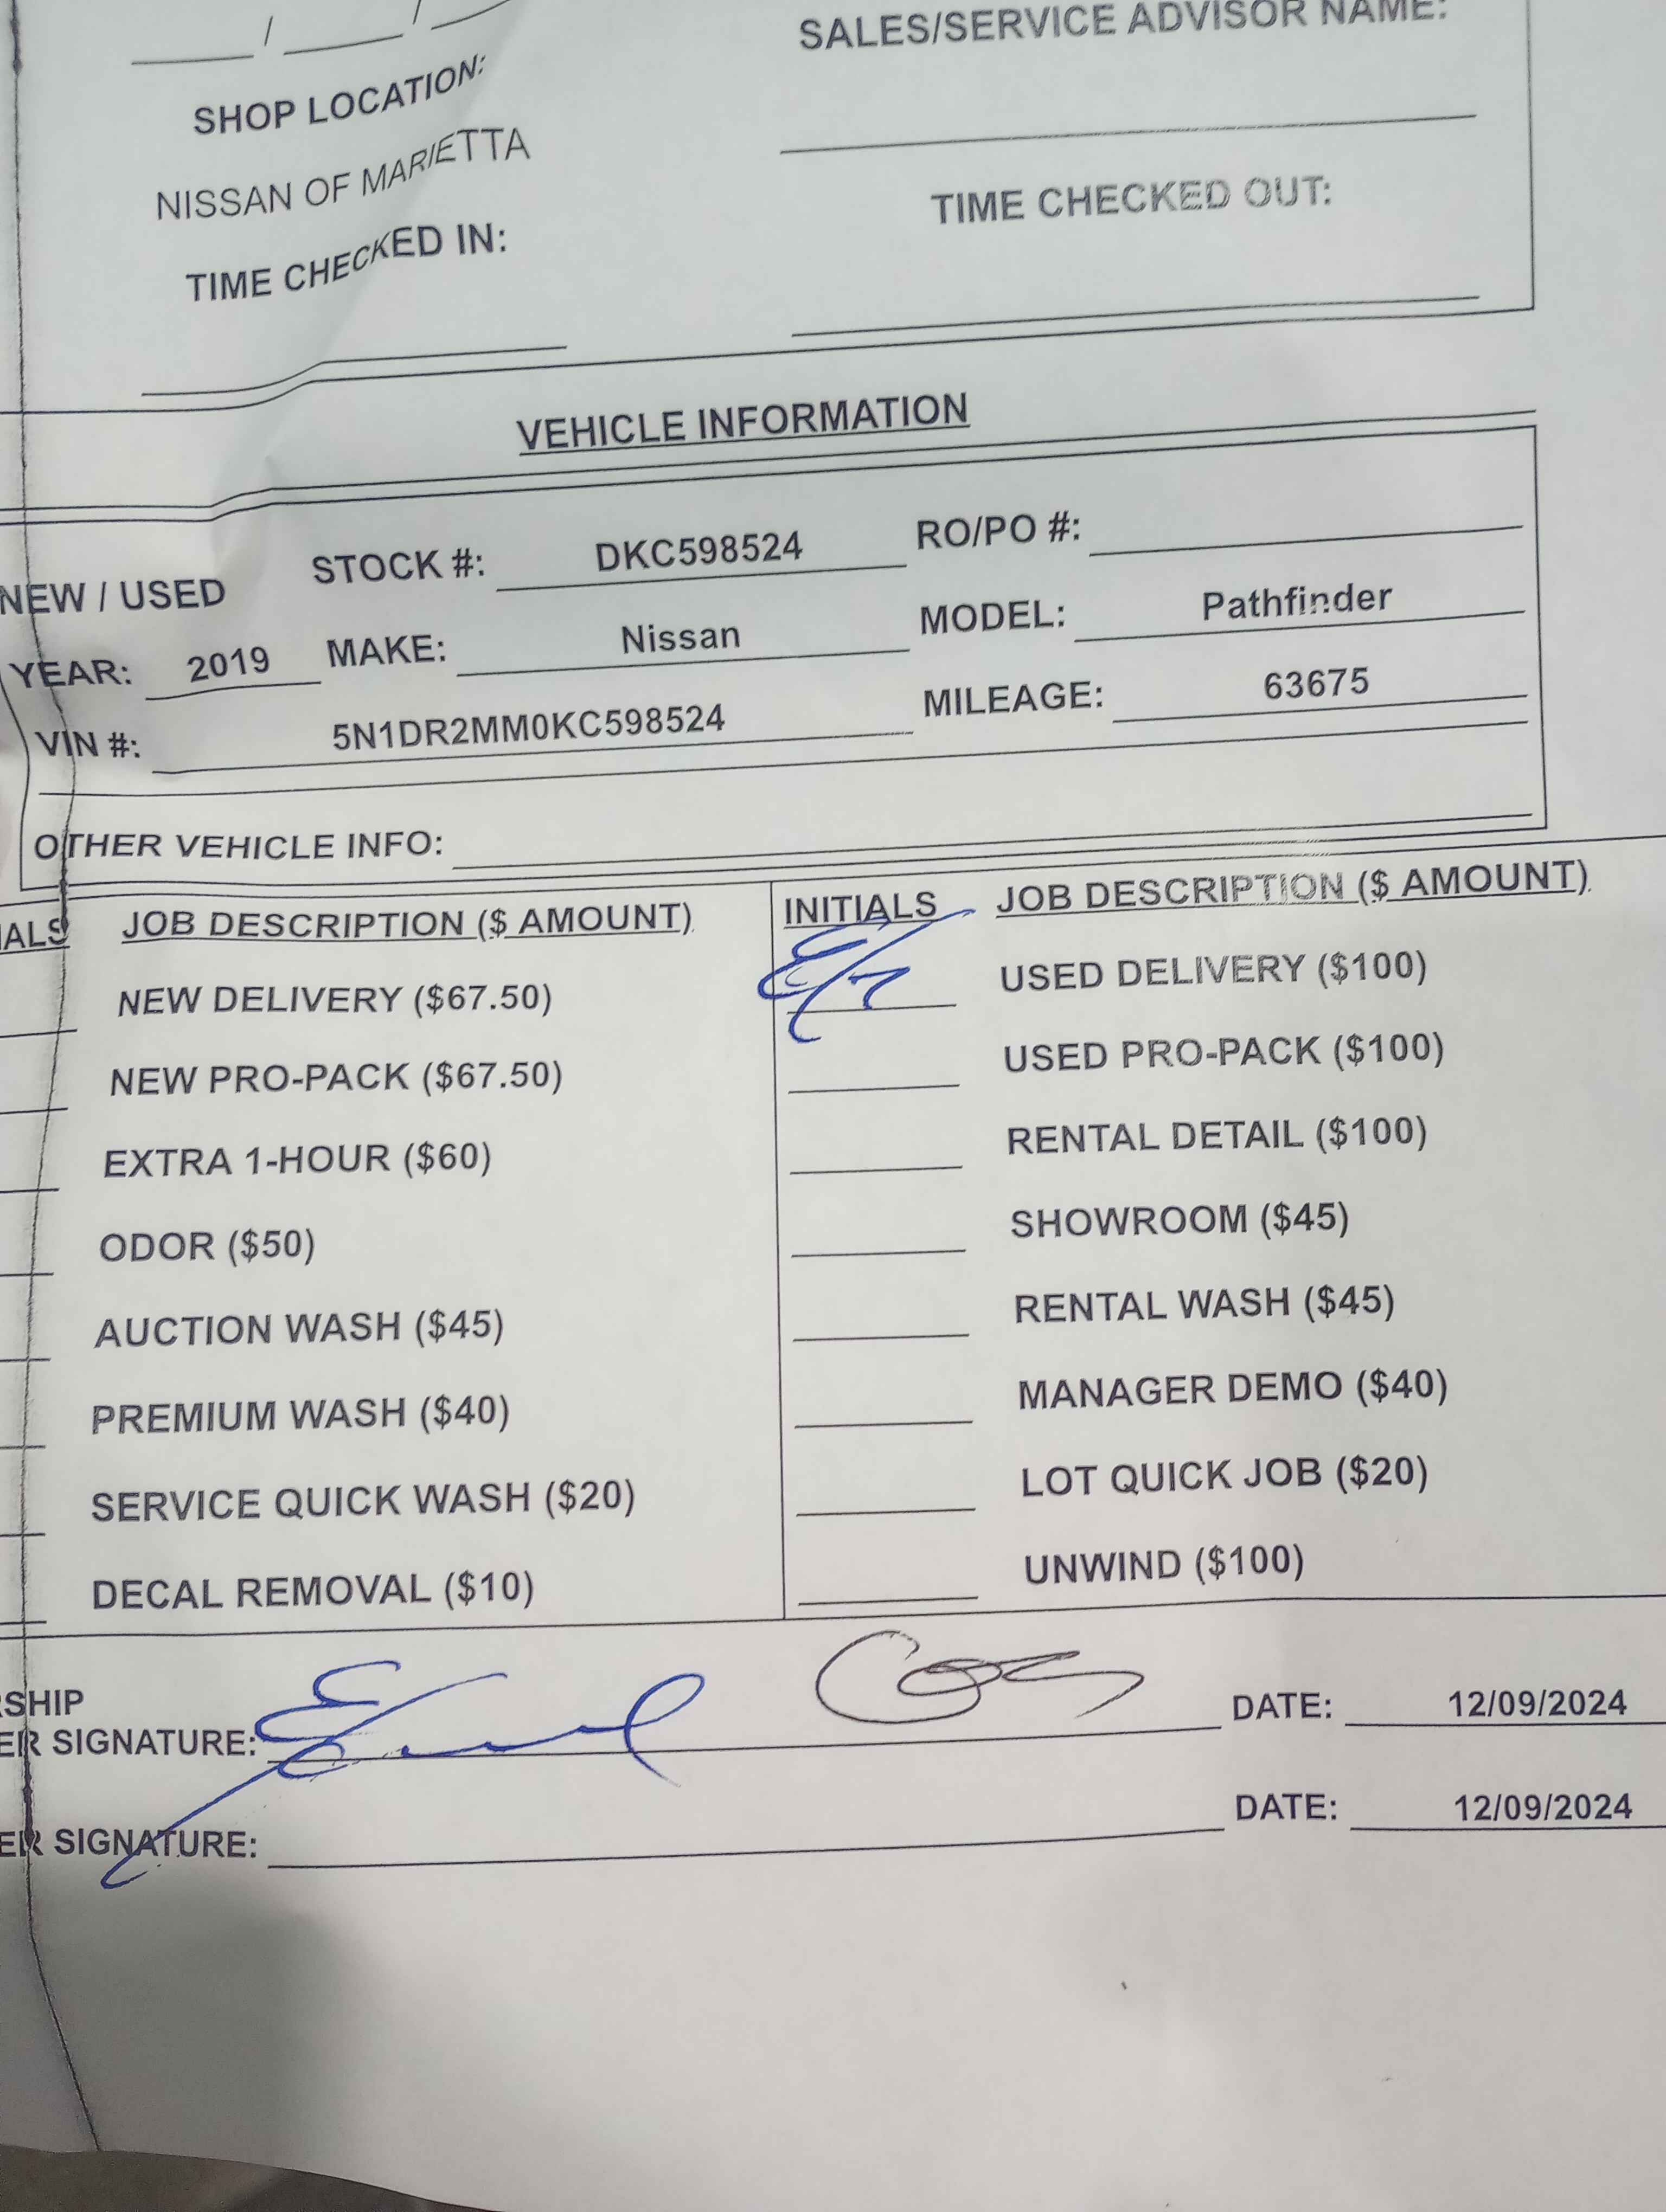 SALES/SERVICE ADVISOR NAME:
SHOP LOCATION:
NISSAN OF MARIETTA
TIME CHECKED IN:
TIME CHECKED OUT:
VEHICLE INFORMATION
NEW / USED STOCK #: DKC598524 RO/PO #:
YEAR: 2019 MAKE: Nissan MODEL: Pathfinder
VIN #: 5N1DR2MM0KC598524 MILEAGE: 63675
OTHER VEHICLE INFO:
IALS JOB DESCRIPTION ($ AMOUNT) INITIALS JOB DESCRIPTION ($ AMOUNT)
NEW DELIVERY ($67.50) USED DELIVERY ($100)
NEW PRO-PACK ($67.50) USED PRO-PACK ($100)
EXTRA 1-HOUR ($60) RENTAL DETAIL ($100)
ODOR ($50) SHOWROOM ($45)
AUCTION WASH ($45) RENTAL WASH ($45)
PREMIUM WASH ($40) MANAGER DEMO ($40)
SERVICE QUICK WASH ($20) LOT QUICK JOB ($20)
DECAL REMOVAL ($10) UNWIND ($100)
RSHIP
ER SIGNATURE: DATE: 12/09/2024
ER SIGNATURE: DATE: 12/09/2024